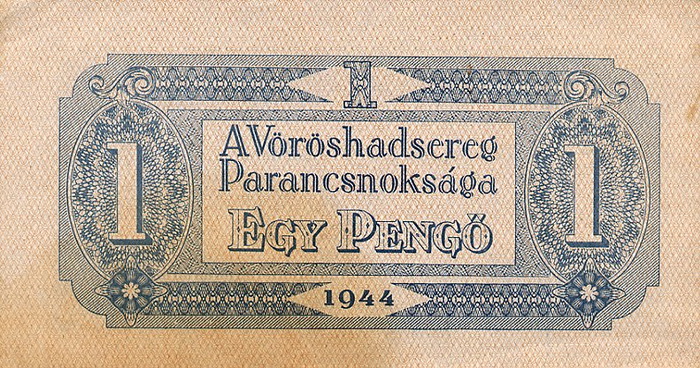 1
A Vöröshadsereg
Parancsnoksága
1 1
EGY PENGŐ
1944